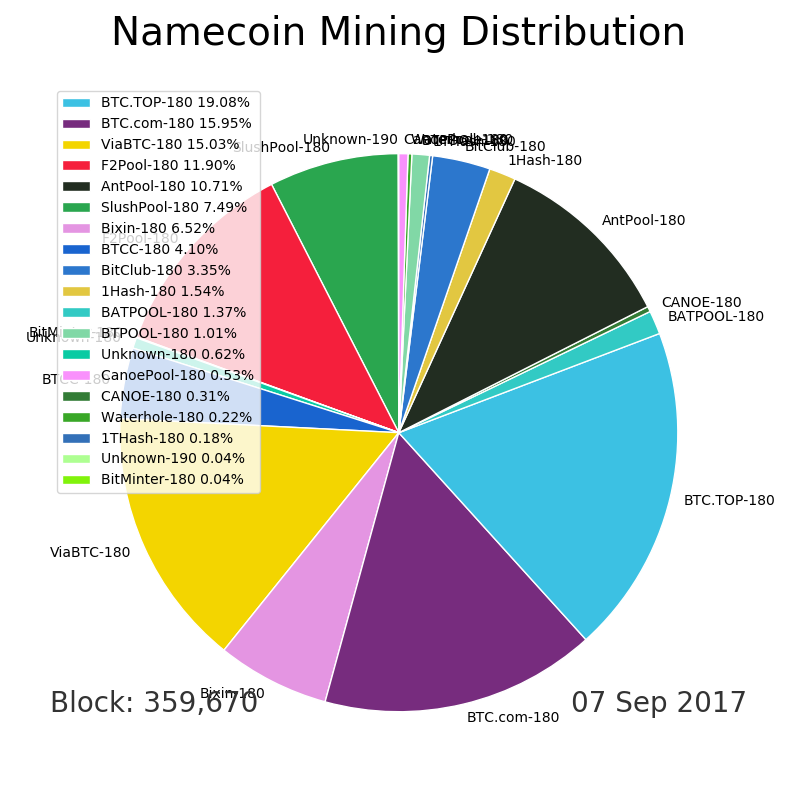 Namecoin Mining Distribution
BTC.TOP-180 19.08%
BTC.com-180 15.95%
ViaBTC-180 15.03%
F2Pool-180 11.90%
AntPool-180 10.71%
SlushPool-180 7.49%
Bixin-180 6.52%
BTCC-180 4.10%
BitClub-180 3.35%
1Hash-180 1.54%
BATPOOL-180 1.37%
BTPOOL-180 1.01%
Unknown-180 0.62%
CanoePool-180 0.53%
CANOE-180 0.31%
Waterhole-180 0.22%
1THash-180 0.18%
Unknown-190 0.04%
BitMinter-180 0.04%
Unknown-190
SlushPool-180
BitClub-180
1Hash-180
AntPool-180
F2Pool-180
CANOE-180
BATPOOL-180
BTCC-180
BTC.TOP-180
ViaBTC-180
Bixin-180
BTC.com-180
Block: 359,670
07 Sep 2017